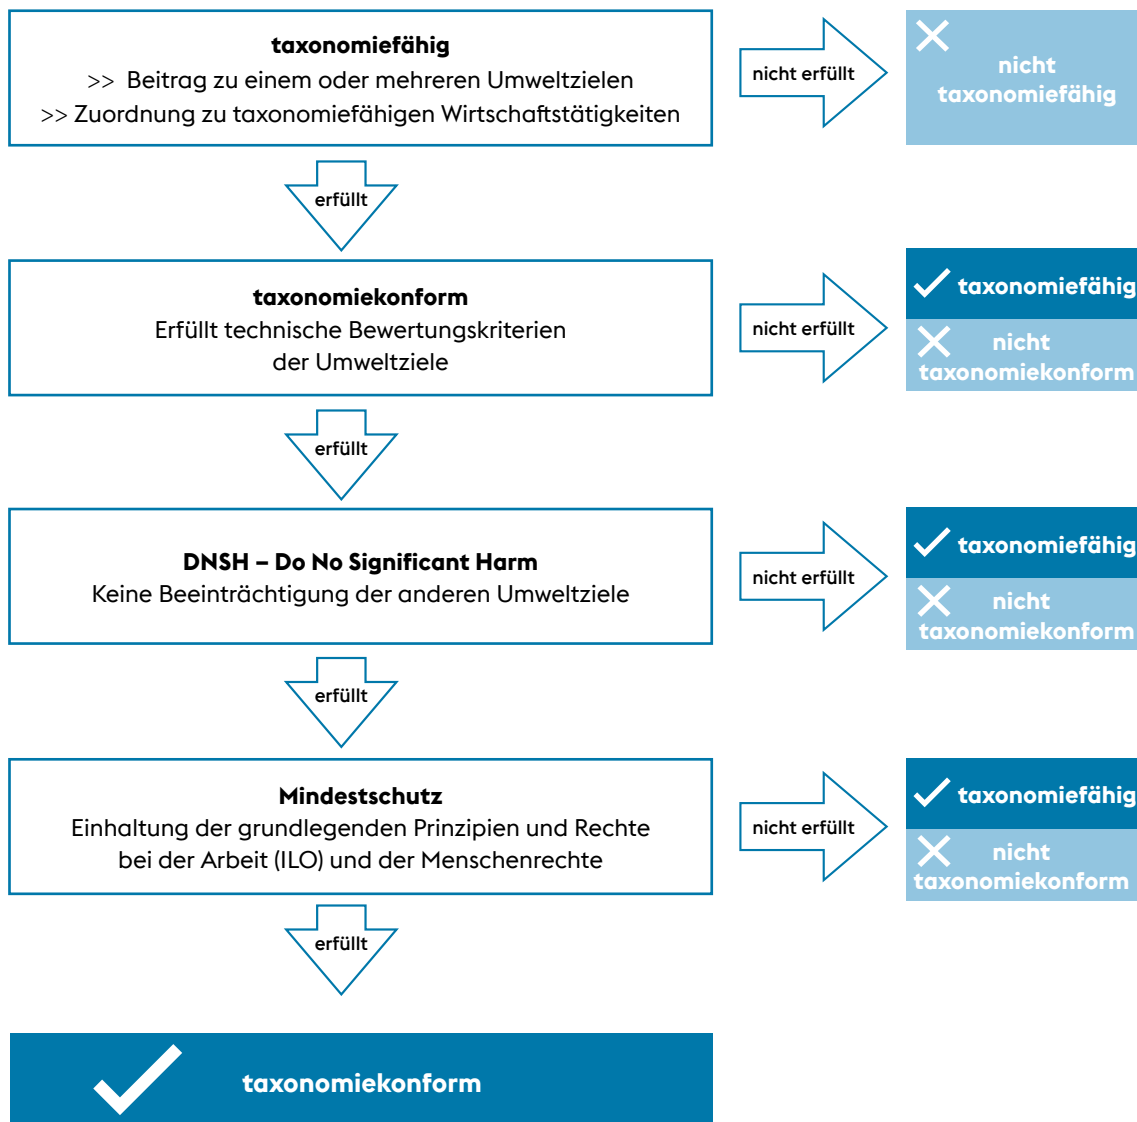 taxonomiefähig
>> Beitrag zu einem oder mehreren Umweltzielen
>> Zuordnung zu taxonomiefähigen Wirtschaftstätigkeiten
nicht erfüllt
nicht
taxonomiefähig
erfüllt
taxonomiekonform
Erfüllt technische Bewertungskriterien
der Umweltziele
nicht erfüllt
taxonomiefähig
nicht
taxonomiekonform
erfüllt
DNSH – Do No Significant Harm
Keine Beeinträchtigung der anderen Umweltziele
nicht erfüllt
taxonomiefähig
nicht
taxonomiekonform
erfüllt
Mindestschutz
Einhaltung der grundlegenden Prinzipien und Rechte
bei der Arbeit (ILO) und der Menschenrechte
nicht erfüllt
taxonomiefähig
nicht
taxonomiekonform
erfüllt
taxonomiekonform